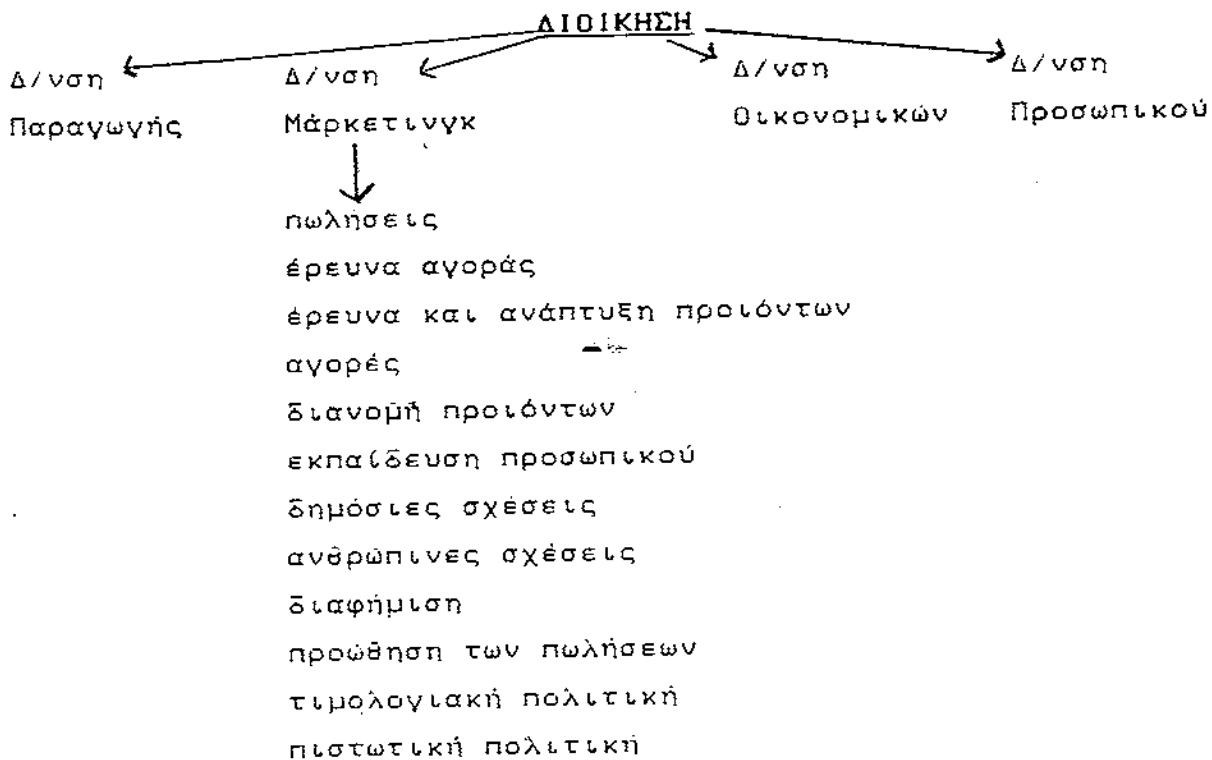 ΔΙΟΙΚΗΣΗ
Δ/νση Δ/νση Δ/νση Δ/νση
Παραγωγής Μάρκετινγκ Οικονομικών Προσωπικού
πωλήσεις
έρευνα αγοράς
έρευνα και ανάπτυξη προιόντων
αγορές
διανομή προιόντων
εκπαίδευση προσωπικού
δημόσιες σχέσεις
ανθρώπινες σχέσεις
διαφήμιση
προώθηση των πωλήσεων
τιμολογιακή πολιτική
πιστωτική πολιτική